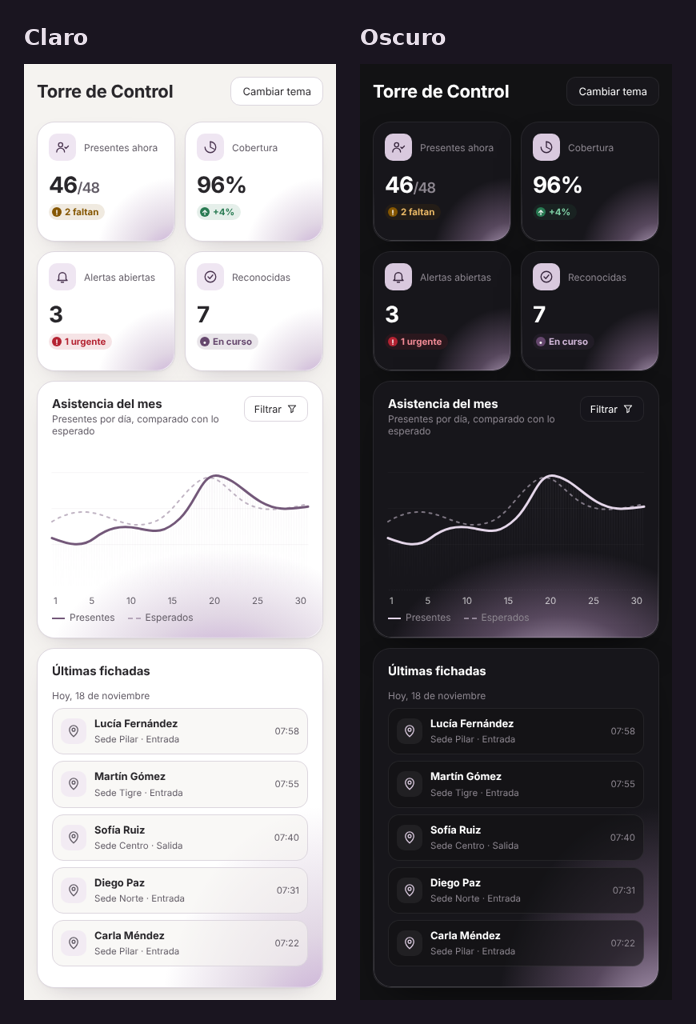 Claro
Torre de Control
Cambiar tema
Presentes ahora
46/48
2 faltan
Cobertura
96%
+4%
Alertas abiertas
3
1 urgente
Reconocidas
7
En curso
Asistencia del mes
Presentes por día, comparado con lo
esperado
Filtrar
1 5 10 15 20 25 30
Presentes Esperados
Últimas fichadas
Hoy, 18 de noviembre
Lucía Fernández
Sede Pilar · Entrada
07:58
Martín Gómez
Sede Tigre · Entrada
07:55
Sofía Ruiz
Sede Centro · Salida
07:40
Diego Paz
Sede Norte · Entrada
07:31
Carla Méndez
Sede Pilar · Entrada
07:22
Oscuro
Torre de Control
Cambiar tema
Presentes ahora
46/48
2 faltan
Cobertura
96%
+4%
Alertas abiertas
3
1 urgente
Reconocidas
7
En curso
Asistencia del mes
Presentes por día, comparado con lo
esperado
Filtrar
1 5 10 15 20 25 30
Presentes Esperados
Últimas fichadas
Hoy, 18 de noviembre
Lucía Fernández
Sede Pilar · Entrada
07:58
Martín Gómez
Sede Tigre · Entrada
07:55
Sofía Ruiz
Sede Centro · Salida
07:40
Diego Paz
Sede Norte · Entrada
07:31
Carla Méndez
Sede Pilar · Entrada
07:22